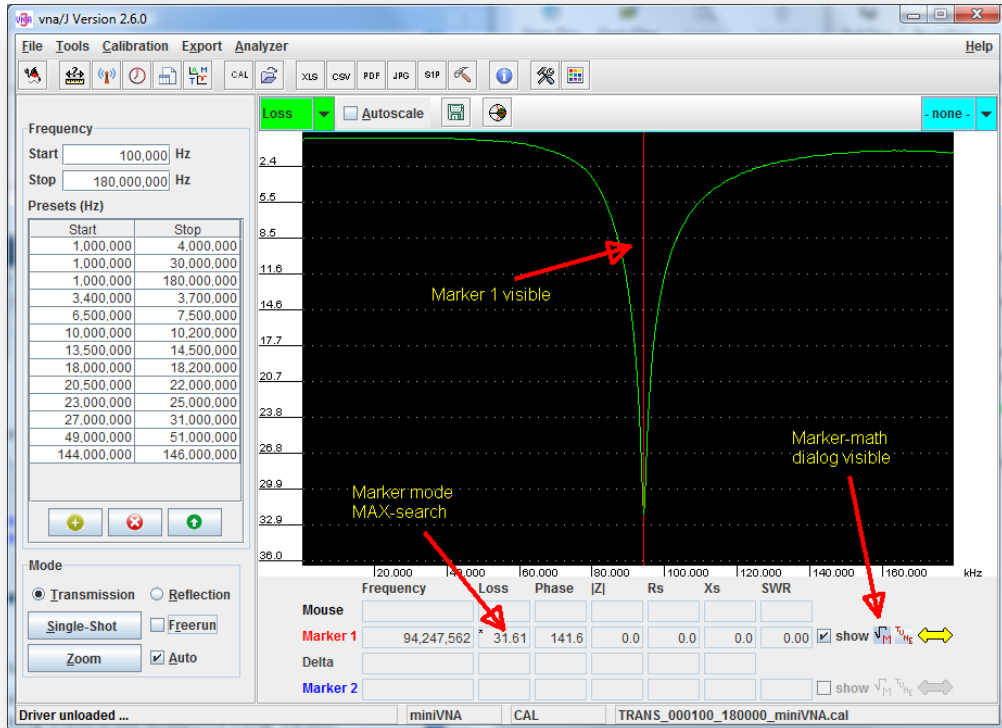 vna/J Version 2.6.0
File Tools Calibration Export Analyzer Help
CAL XLS CSV PDF JPG S1P
Loss Autoscale - none -
Frequency
Start 100,000 Hz
Stop 180,000,000 Hz
Presets (Hz)
Start Stop
1,000,000 4,000,000
1,000,000 30,000,000
1,000,000 180,000,000
3,400,000 3,700,000
6,500,000 7,500,000
10,000,000 10,200,000
13,500,000 14,500,000
18,000,000 18,200,000
20,500,000 22,000,000
23,000,000 25,000,000
27,000,000 31,000,000
49,000,000 51,000,000
144,000,000 146,000,000
2.4
5.5
8.5
11.6
14.6
17.7
20.7
23.8
26.8
29.9
32.9
36.0
Marker 1 visible
Marker-math
dialog visible
Marker mode
MAX-search
20.000 40.000 60.000 80.000 100.000 120.000 140.000 160.000 kHz
Mode
Transmission Reflection
Single-Shot Freerun
Zoom Auto
Frequency Loss Phase |Z| Rs Xs SWR
Mouse
Marker 1 94,247,562 * 31.61 141.6 0.0 0.0 0.0 0.00 show √M TUNE
Delta
Marker 2 show √M TUNE
Driver unloaded ... miniVNA CAL TRANS_000100_180000_miniVNA.cal